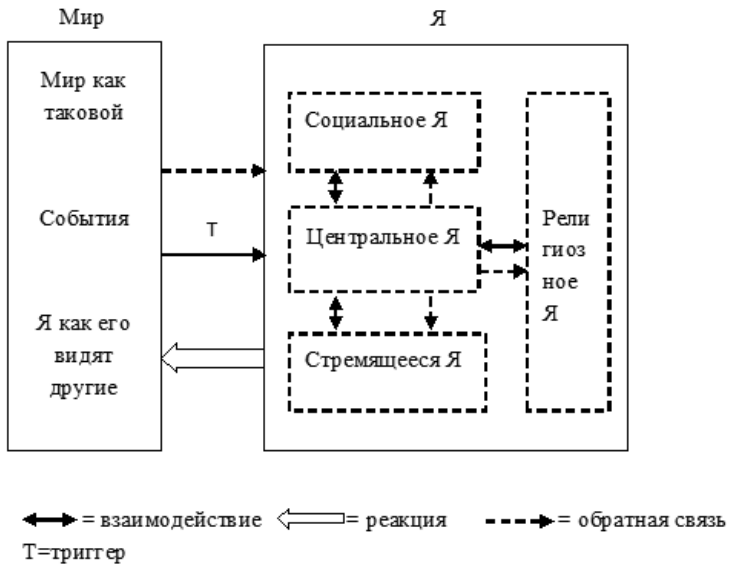 Мир
Я
Мир как
таковой
События
Я как его
видят
другие
Т
Социальное Я
Центральное Я
Стремящееся Я
Рели
гиоз
ное
Я
= взаимодействие
= реакция
= обратная связь
Т=триггер